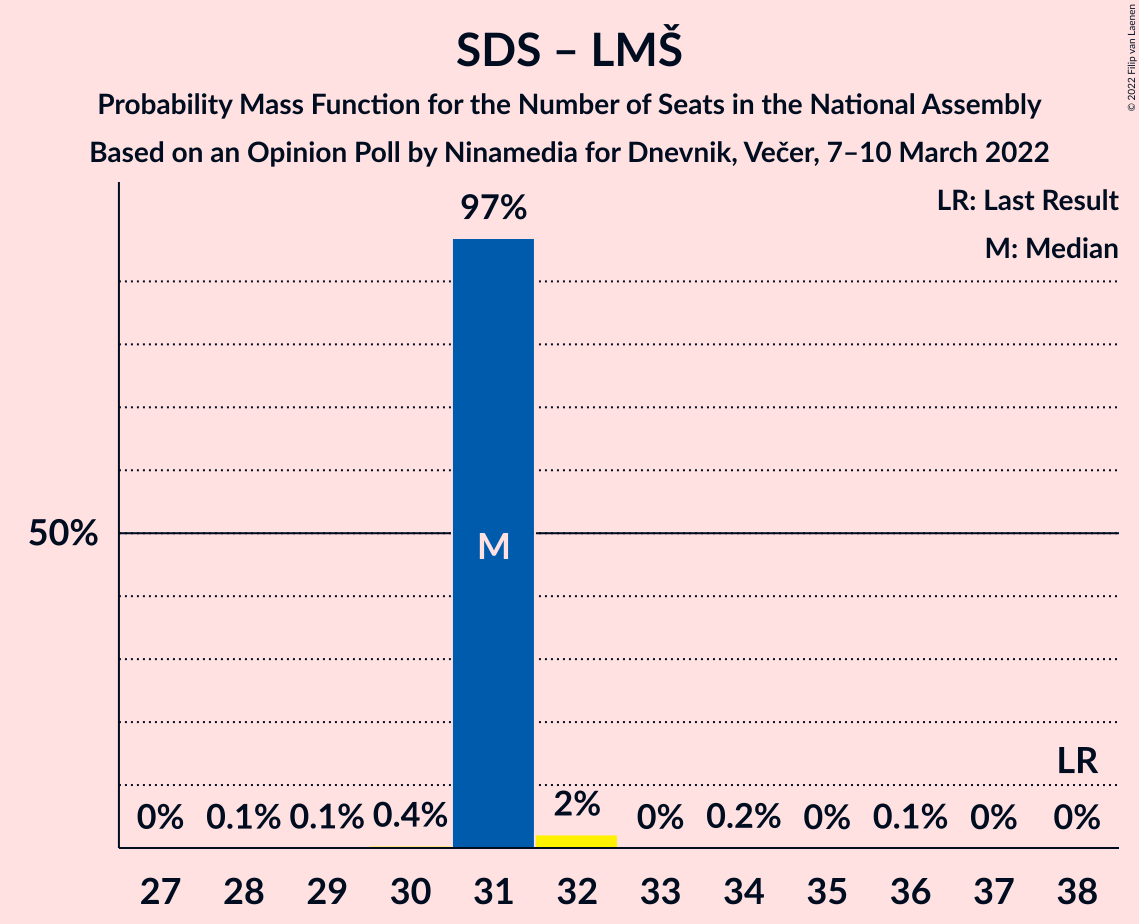 SDS – LMŠ
Probability Mass Function for the Number of Seats in the National Assembly
Based on an Opinion Poll by Ninamedia for Dnevnik, Večer, 7–10 March 2022
© 2022 Filip van Laenen
LR: Last Result
M: Median
97%
50%
M
LR
0% 0.1% 0.1% 0.4% 2% 0% 0.2% 0% 0.1% 0% 0%
27 28 29 30 31 32 33 34 35 36 37 38